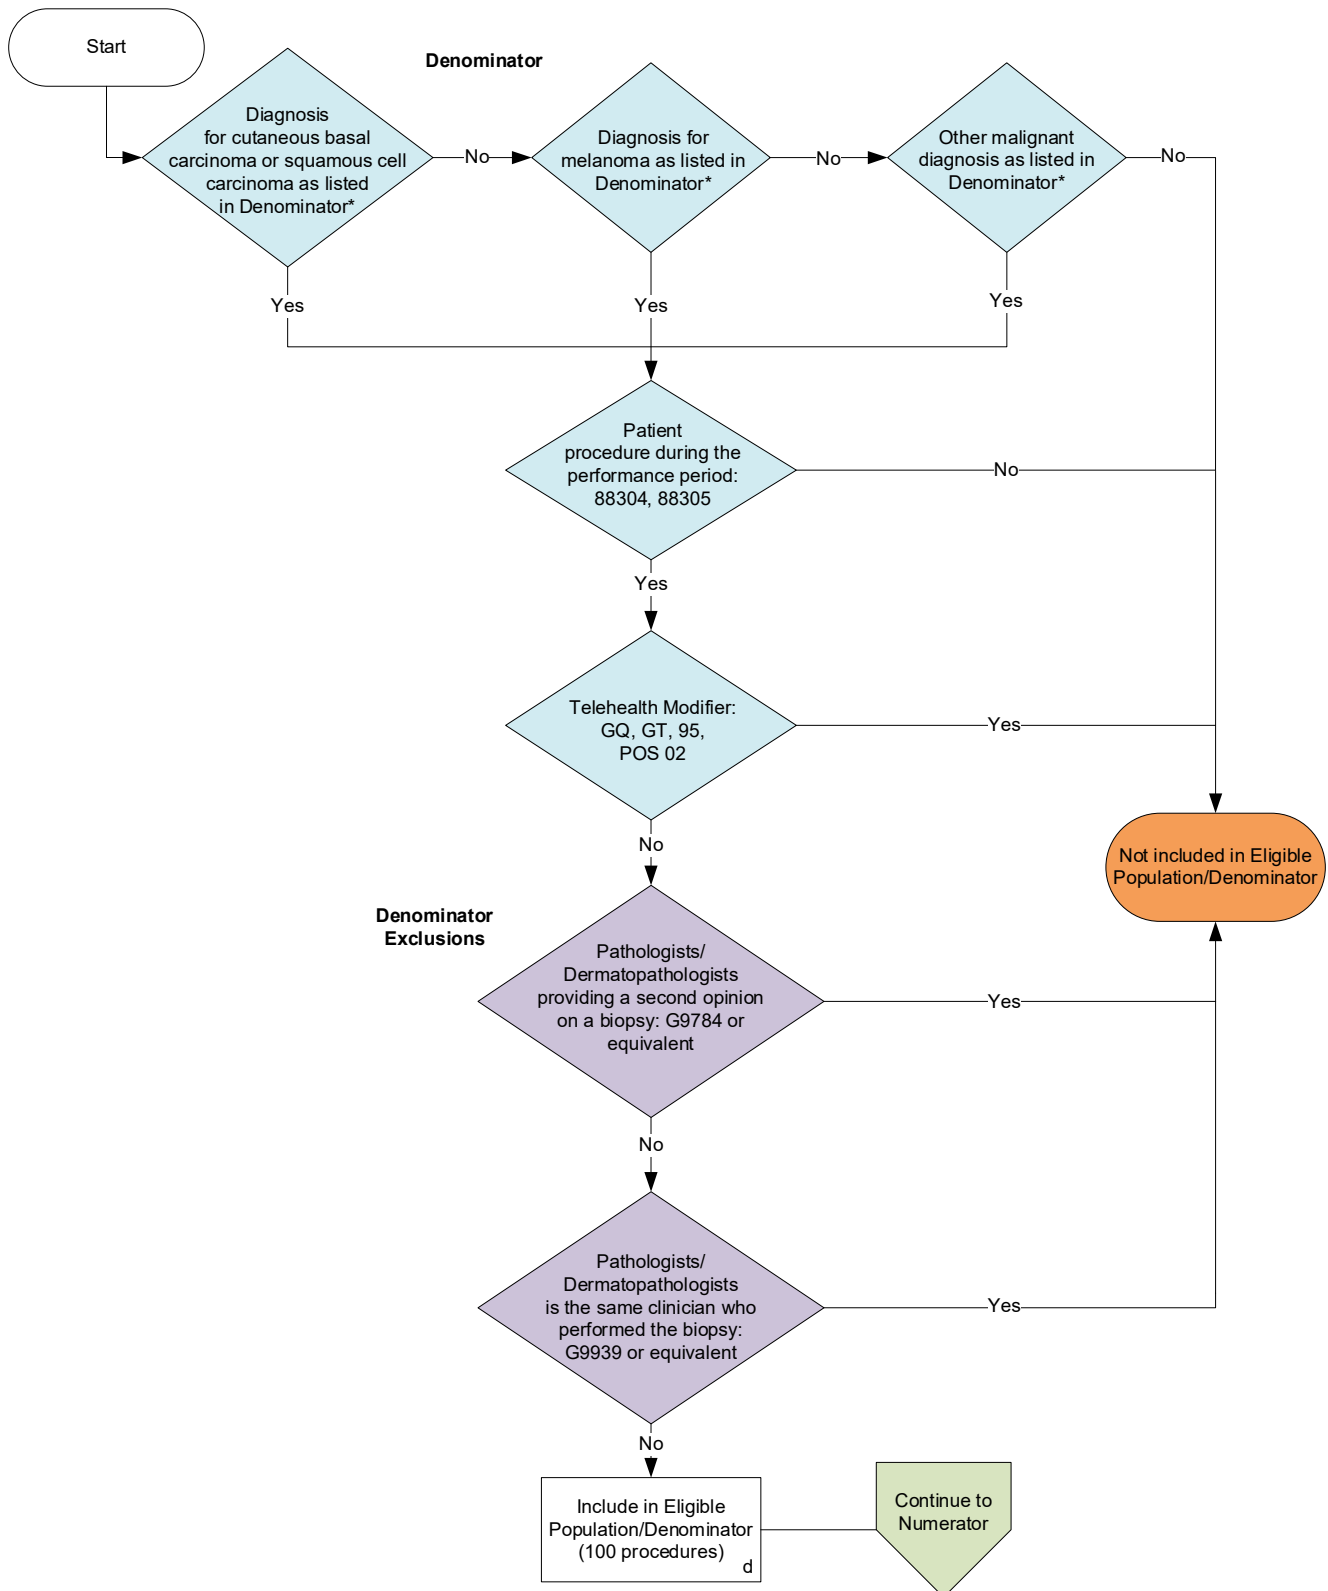 Start
Denominator
Diagnosis
for cutaneous basal
carcinoma or squamous cell
carcinoma as listed
in Denominator*
No
Diagnosis for
melanoma as listed in
Denominator*
No
Other malignant
diagnosis as listed in
Denominator*
No
Yes
Yes
Yes
Patient
procedure during the
performance period:
88304, 88305
No
Yes
Telehealth Modifier:
GQ, GT, 95,
POS 02
Yes
No
Not included in Eligible
Population/Denominator
Denominator
Exclusions
Pathologists/
Dermatopathologists
providing a second opinion
on a biopsy: G9784 or
equivalent
Yes
No
Pathologists/
Dermatopathologists
is the same clinician who
performed the biopsy:
G9939 or equivalent
Yes
No
Include in Eligible
Population/Denominator
(100 procedures)
d
Continue to
Numerator